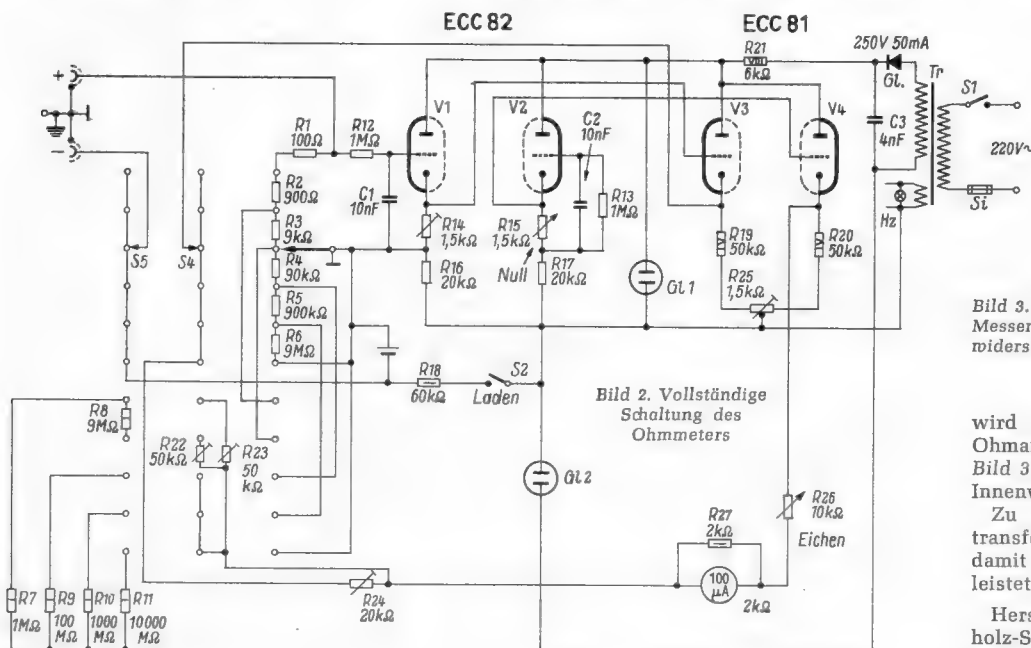 ECC 82
ECC 81
R21
6kΩ
250V 50mA
Gl.
Tr
S1
C3
4nF
220V~
Hz
Si
+
−
R1
100Ω
R12
1MΩ
V1
V2
C2
10nF
V3
V4
R2
900Ω
C1
10nF
R13
1MΩ
R3
9kΩ
R14
1,5kΩ
R15
1,5kΩ
Null
R19
50kΩ
R20
50kΩ
S5
S4
R4
90kΩ
R16
20kΩ
R17
20kΩ
Gl1
R25
1,5kΩ
R5
900kΩ
R6
9MΩ
R18
60kΩ
S2
Laden
Bild 2. Vollständige
Schaltung des
Ohmmeters
R8
9MΩ
R22
50kΩ
R23
50
kΩ
Gl2
R26
10kΩ
Eichen
R27
2kΩ
100
μA
2kΩ
R24
20kΩ
R7
1MΩ
R9
100
MΩ
R10
1000
MΩ
R11
10000
MΩ
Bild 3.
Messer
widers
wird
Ohma
Bild 3
Innenw
Zu
transfo
damit
leistet
Hers
holz-S